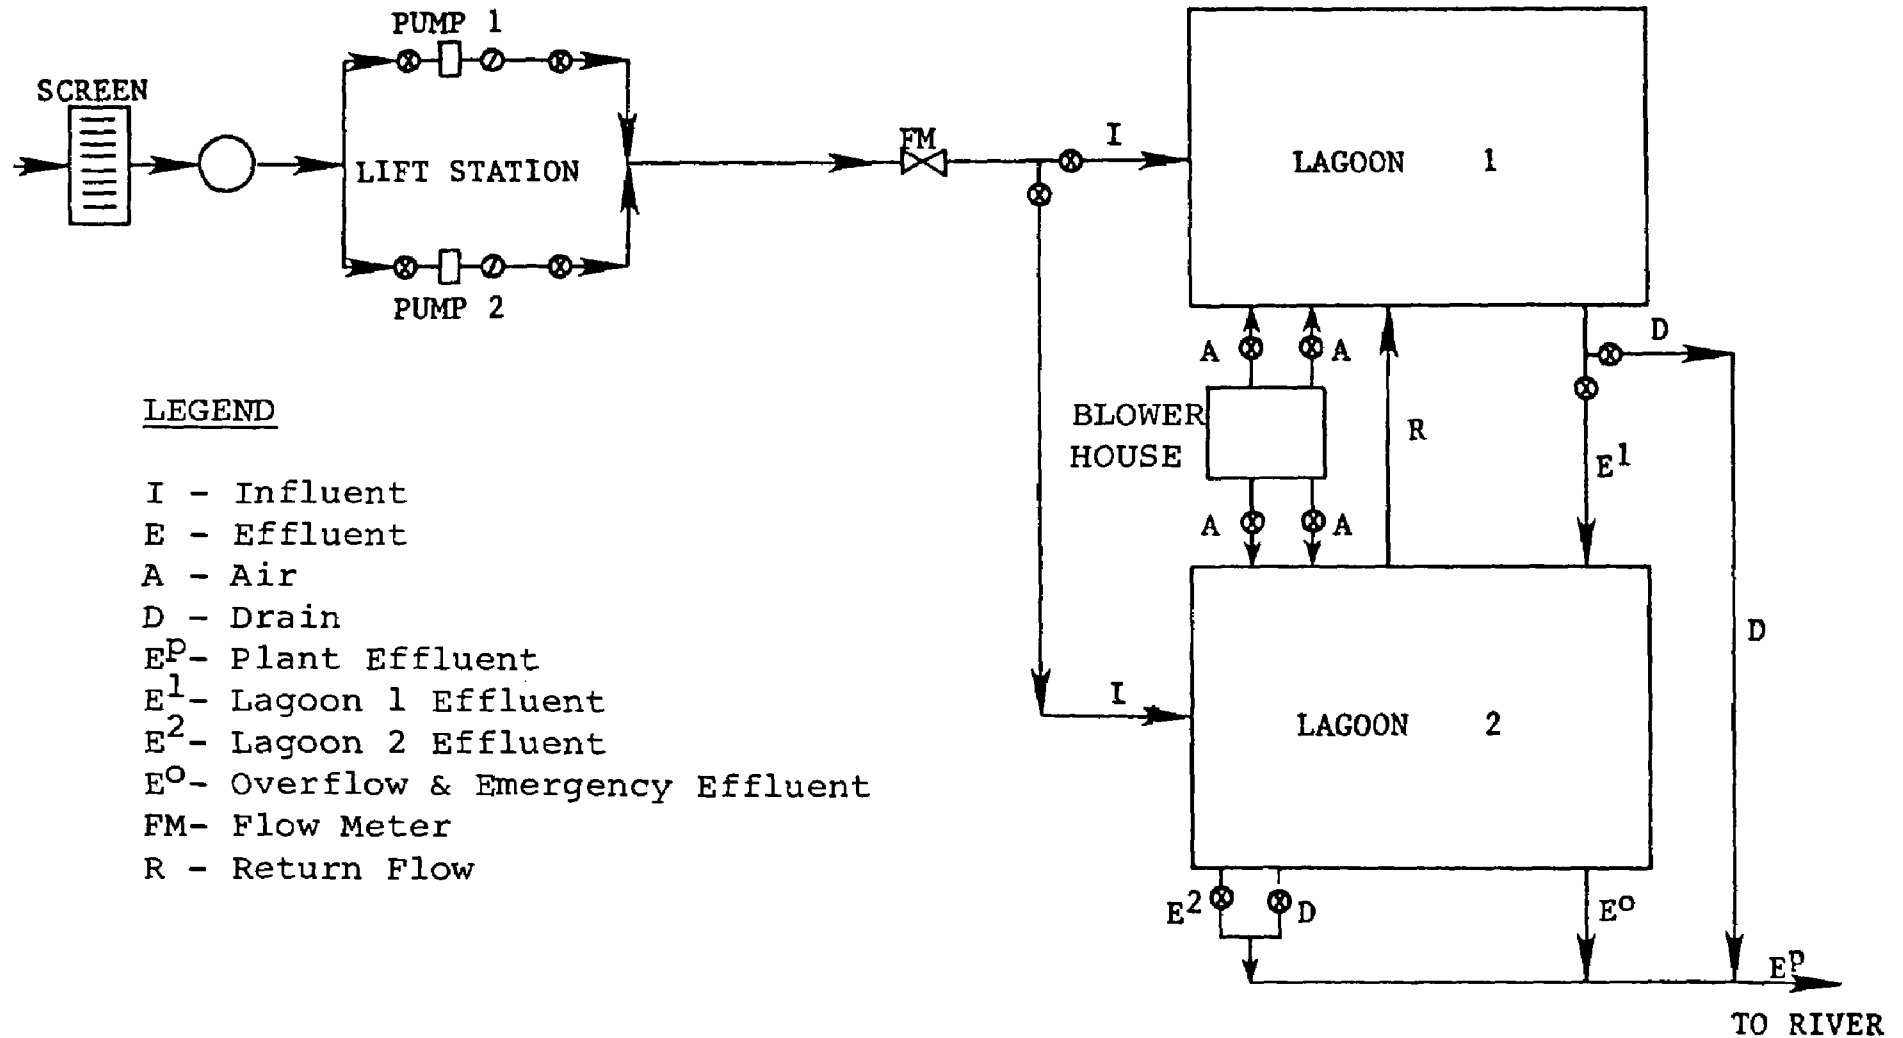 PUMP 1
SCREEN
LIFT STATION
PUMP 2
FM
I
LAGOON 1
A
A
D
BLOWER
HOUSE
R
E1
A
A
D
I
LAGOON 2
E2
D
Eo
Ep
TO RIVER
LEGEND
I - Influent
E - Effluent
A - Air
D - Drain
Ep- Plant Effluent
E1- Lagoon 1 Effluent
E2- Lagoon 2 Effluent
Eo- Overflow & Emergency Effluent
FM- Flow Meter
R - Return Flow